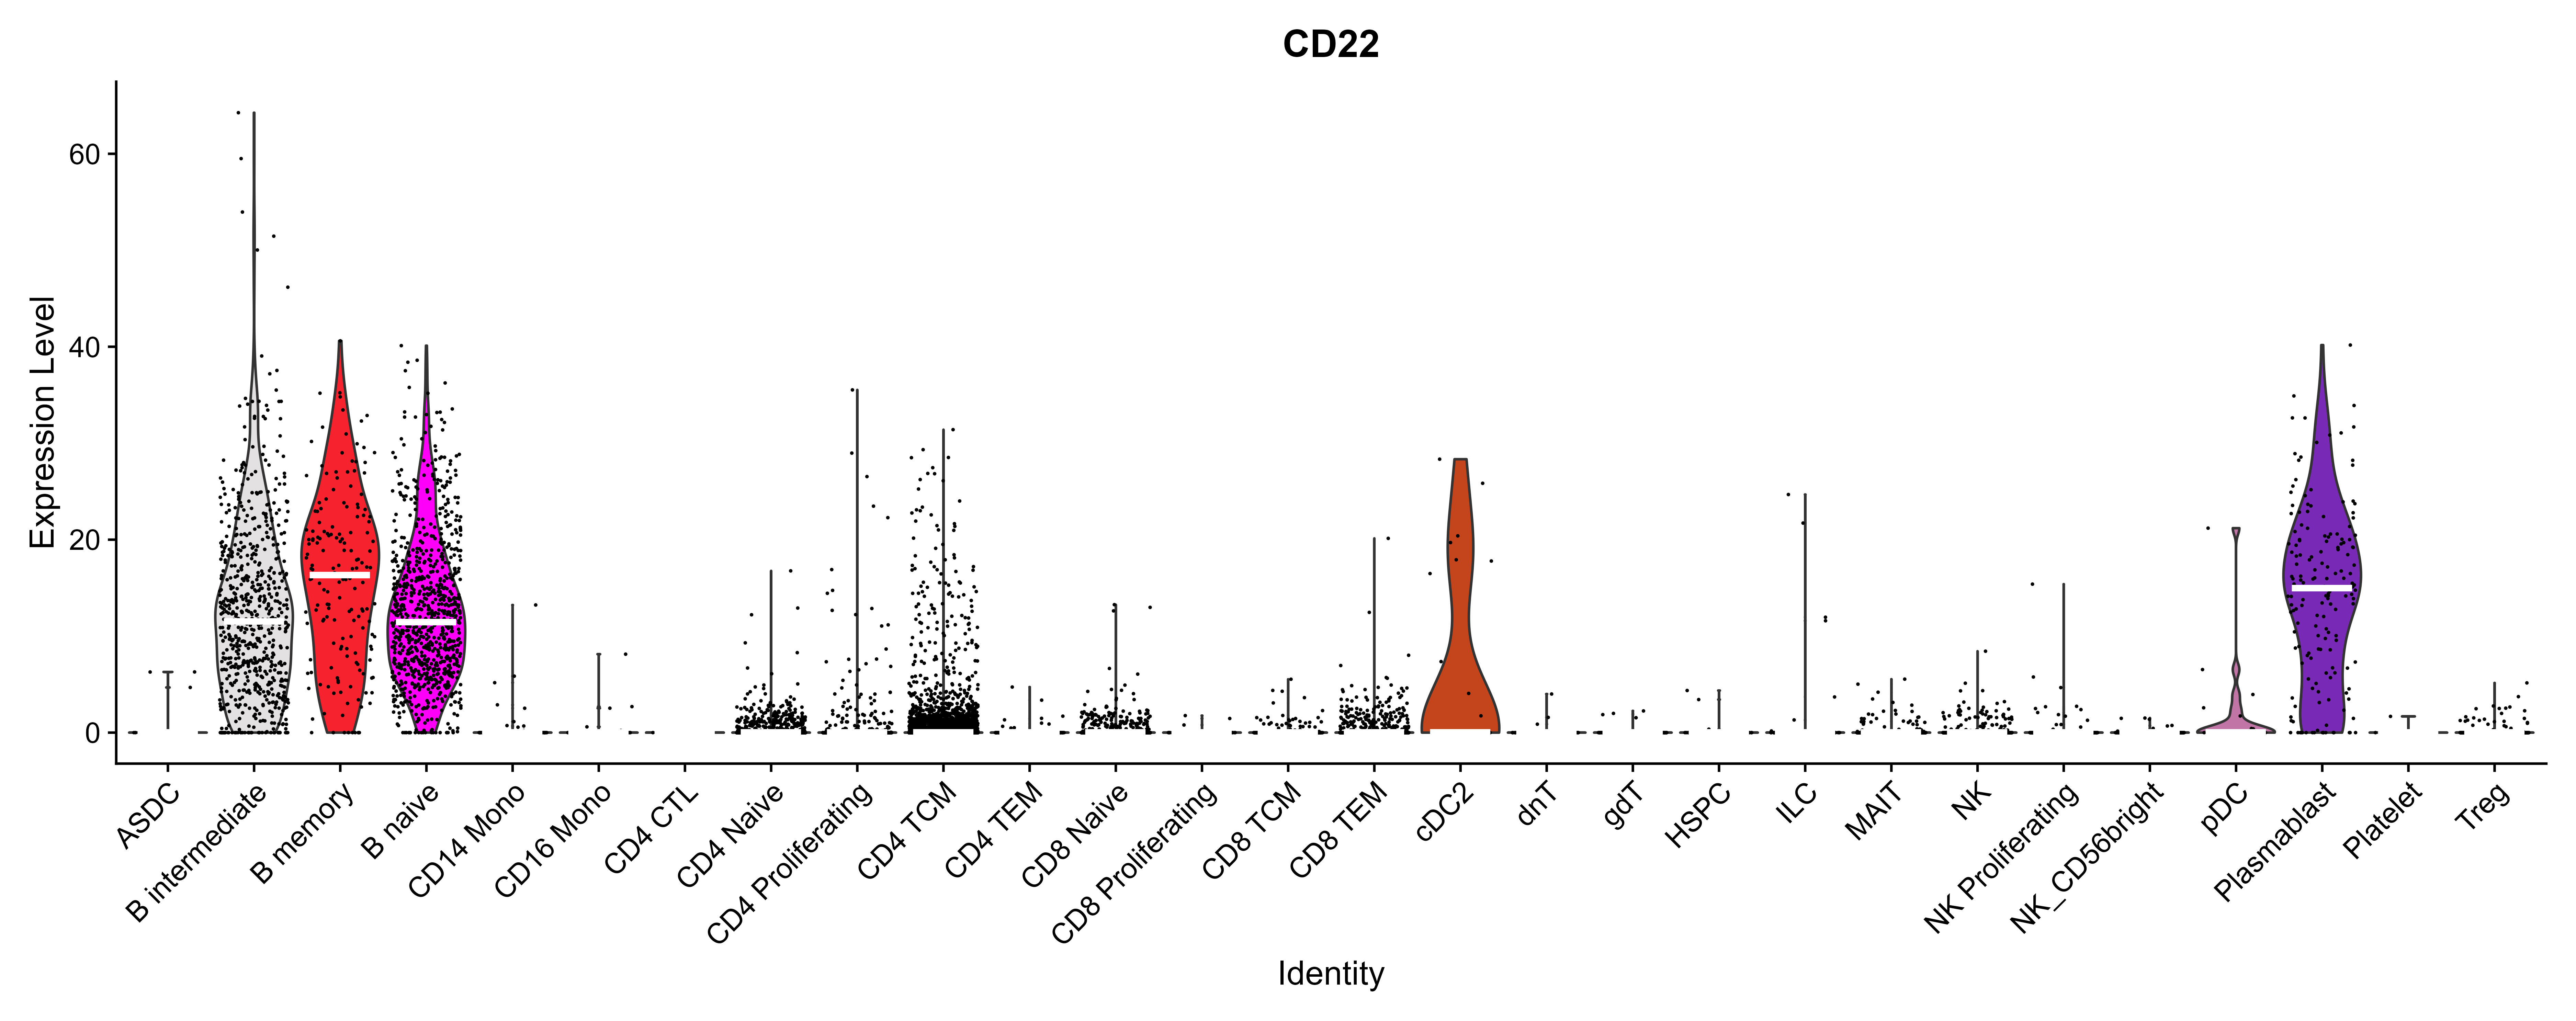 CD22
Expression Level
60
40
20
0
ASDC
B intermediate
B memory
B naive
CD14 Mono
CD16 Mono
CD4 CTL
CD4 Naive
CD4 Proliferating
CD4 TCM
CD4 TEM
CD8 Naive
CD8 Proliferating
CD8 TCM
CD8 TEM
cDC2
dnT
gdT
HSPC
ILC
MAIT
NK
NK Proliferating
NK_CD56bright
pDC
Plasmablast
Platelet
Treg
Identity